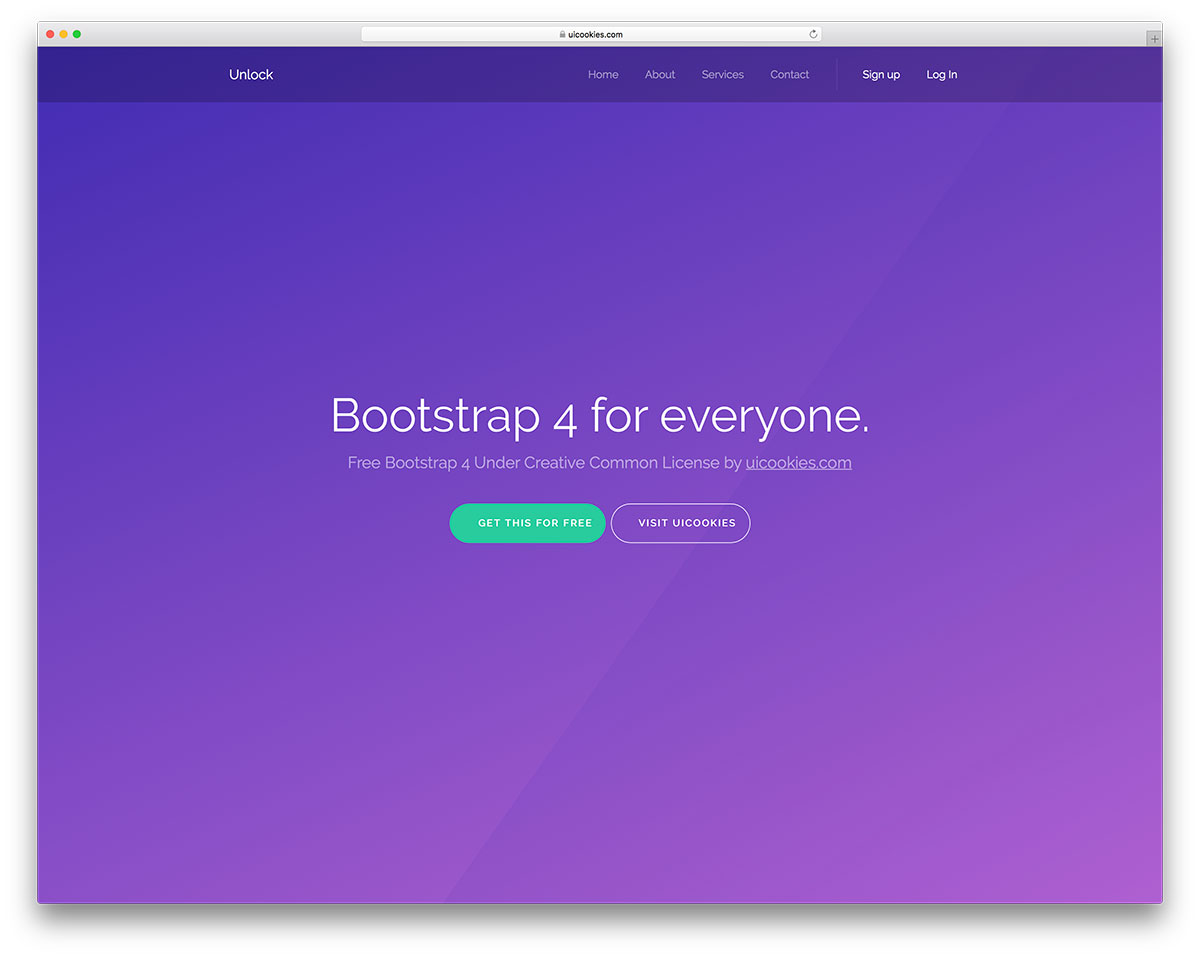 uicookies.com
Unlock Home About Services Contact Sign up Log In
Bootstrap 4 for everyone.
Free Bootstrap 4 Under Creative Common License by uicookies.com
GET THIS FOR FREE VISIT UICOOKIES